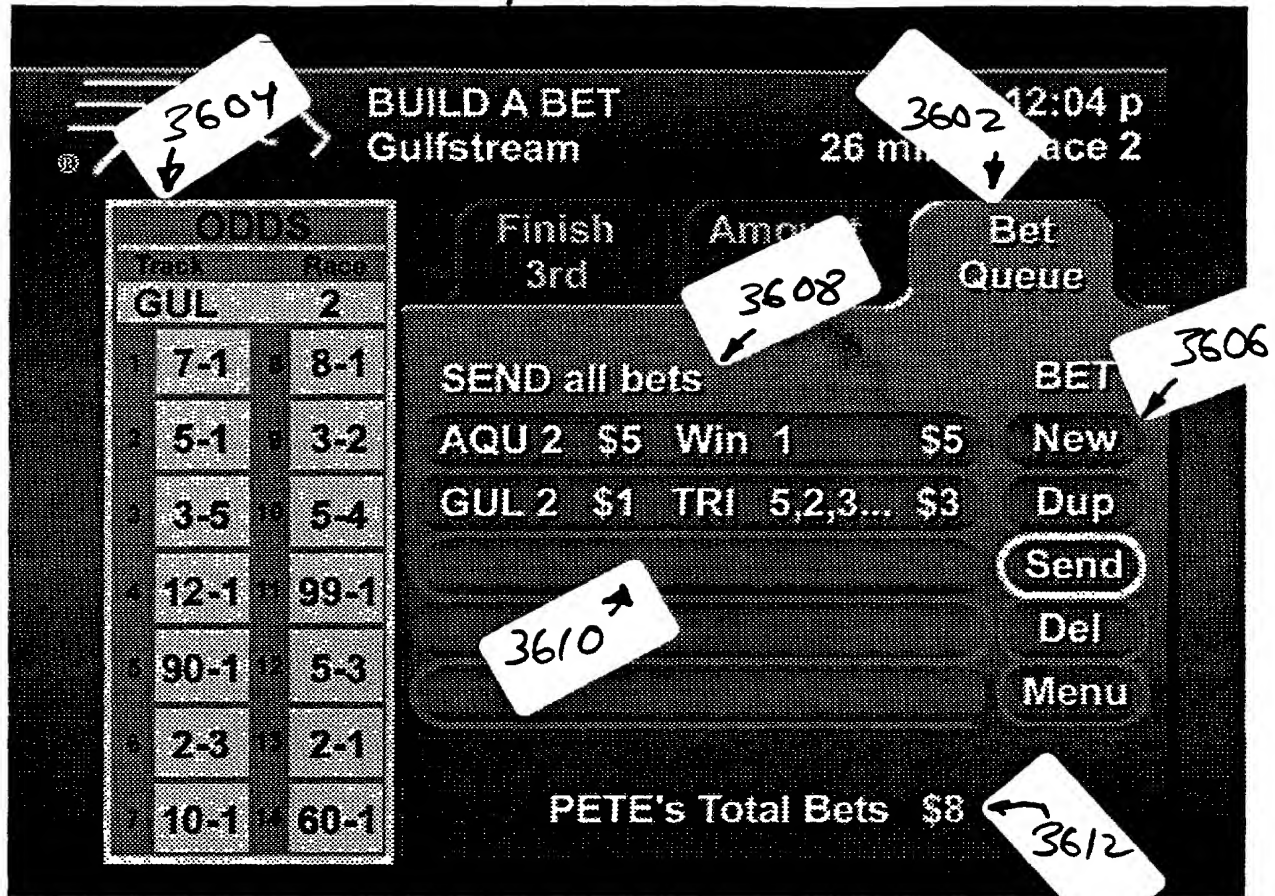 3604
BUILD A BET
3602
12:04 p
®
Gulfstream
26 Race 2
ODDS
Finish
3rd
Bet
Queue
Track Race
GUL 2
3608
3606
1 7-1 8 8-1
SEND all bets
BET
2 5-1 9 3-2
AQU 2 $5 Win 1 $5
New
3 3-5 10 5-4
GUL 2 $1 TRI 5,2,3... $3
Dup
Send
4 12-1 11 99-1
3610
Del
5 90-1 12 5-3
Menu
6 2-3 13 2-1
7 10-1 14 60-1
PETE's Total Bets $8
3612